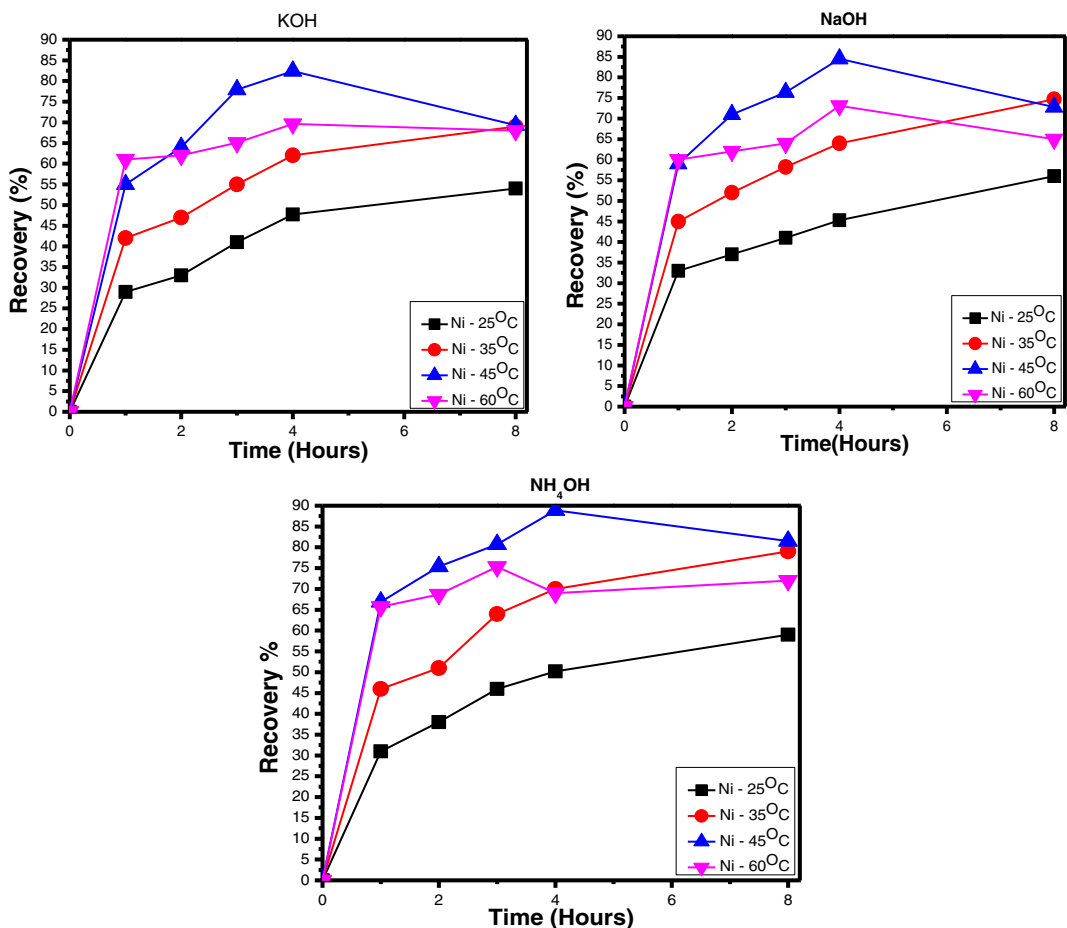 KOH
90
85
80
75
70
65
60
55
50
45
40
35
30
25
20
15
10
5
0
Recovery (%)
Ni - 25OC
Ni - 35OC
Ni - 45OC
Ni - 60OC
0 2 4 6 8
Time (Hours)
NaOH
90
85
80
75
70
65
60
55
50
45
40
35
30
25
20
15
10
5
0
Recovery (%)
Ni - 25OC
Ni - 35OC
Ni - 45OC
Ni - 60OC
0 2 4 6 8
Time(Hours)
NH4OH
90
85
80
75
70
65
60
55
50
45
40
35
30
25
20
15
10
5
0
Recovery %
Ni - 25OC
Ni - 35OC
Ni - 45OC
Ni - 60OC
0 2 4 6 8
Time (Hours)